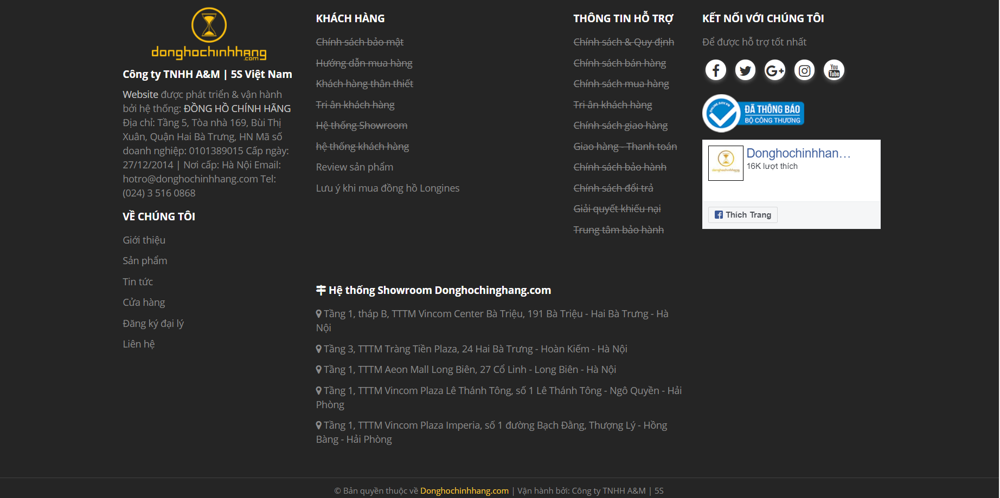 donghochinhhang
.com
Công ty TNHH A&M | 5S Việt Nam
Website được phát triển & vận hành
bởi hệ thống: ĐỒNG HỒ CHÍNH HÃNG
Địa chỉ: Tầng 5, Tòa nhà 169, Bùi Thị
Xuân, Quận Hai Bà Trưng, HN Mã số
doanh nghiệp: 0101389015 Cấp ngày:
27/12/2014 | Nơi cấp: Hà Nội Email:
hotro@donghochinhhang.com Tel:
(024) 3 516 0868
VỀ CHÚNG TÔI
Giới thiệu
Sản phẩm
Tin tức
Cửa hàng
Đăng ký đại lý
Liên hệ
KHÁCH HÀNG
Chính sách bảo mật
Hướng dẫn mua hàng
Khách hàng thân thiết
Tri ân khách hàng
Hệ thống Showroom
hệ thống khách hàng
Review sản phẩm
Lưu ý khi mua đồng hồ Longines
THÔNG TIN HỖ TRỢ
Chính sách & Quy định
Chính sách bán hàng
Chính sách mua hàng
Tri ân khách hàng
Chính sách giao hàng
Giao hàng - Thanh toán
Chính sách bảo hành
Chính sách đổi trả
Giải quyết khiếu nại
Trung tâm bảo hành
KẾT NỐI VỚI CHÚNG TÔI
Để được hỗ trợ tốt nhất
You
Tube
ONLINE.GOV.VN
ĐÃ THÔNG BÁO
BỘ CÔNG THƯƠNG
donghochinhhang
Donghochinhhan…
16K lượt thích
Thích Trang
Hệ thống Showroom Donghochinghang.com
Tầng 1, tháp B, TTTM Vincom Center Bà Triệu, 191 Bà Triệu - Hai Bà Trưng - Hà
Nội
Tầng 3, TTTM Tràng Tiền Plaza, 24 Hai Bà Trưng - Hoàn Kiếm - Hà Nội
Tầng 1, TTTM Aeon Mall Long Biên, 27 Cổ Linh - Long Biên - Hà Nội
Tầng 1, TTTM Vincom Plaza Lê Thánh Tông, số 1 Lê Thánh Tông - Ngô Quyền - Hải
Phòng
Tầng 1, TTTM Vincom Plaza Imperia, số 1 đường Bạch Đằng, Thượng Lý - Hồng
Bàng - Hải Phòng
© Bản quyền thuộc về Donghochinhhang.com | Vận hành bởi: Công ty TNHH A&M | 5S